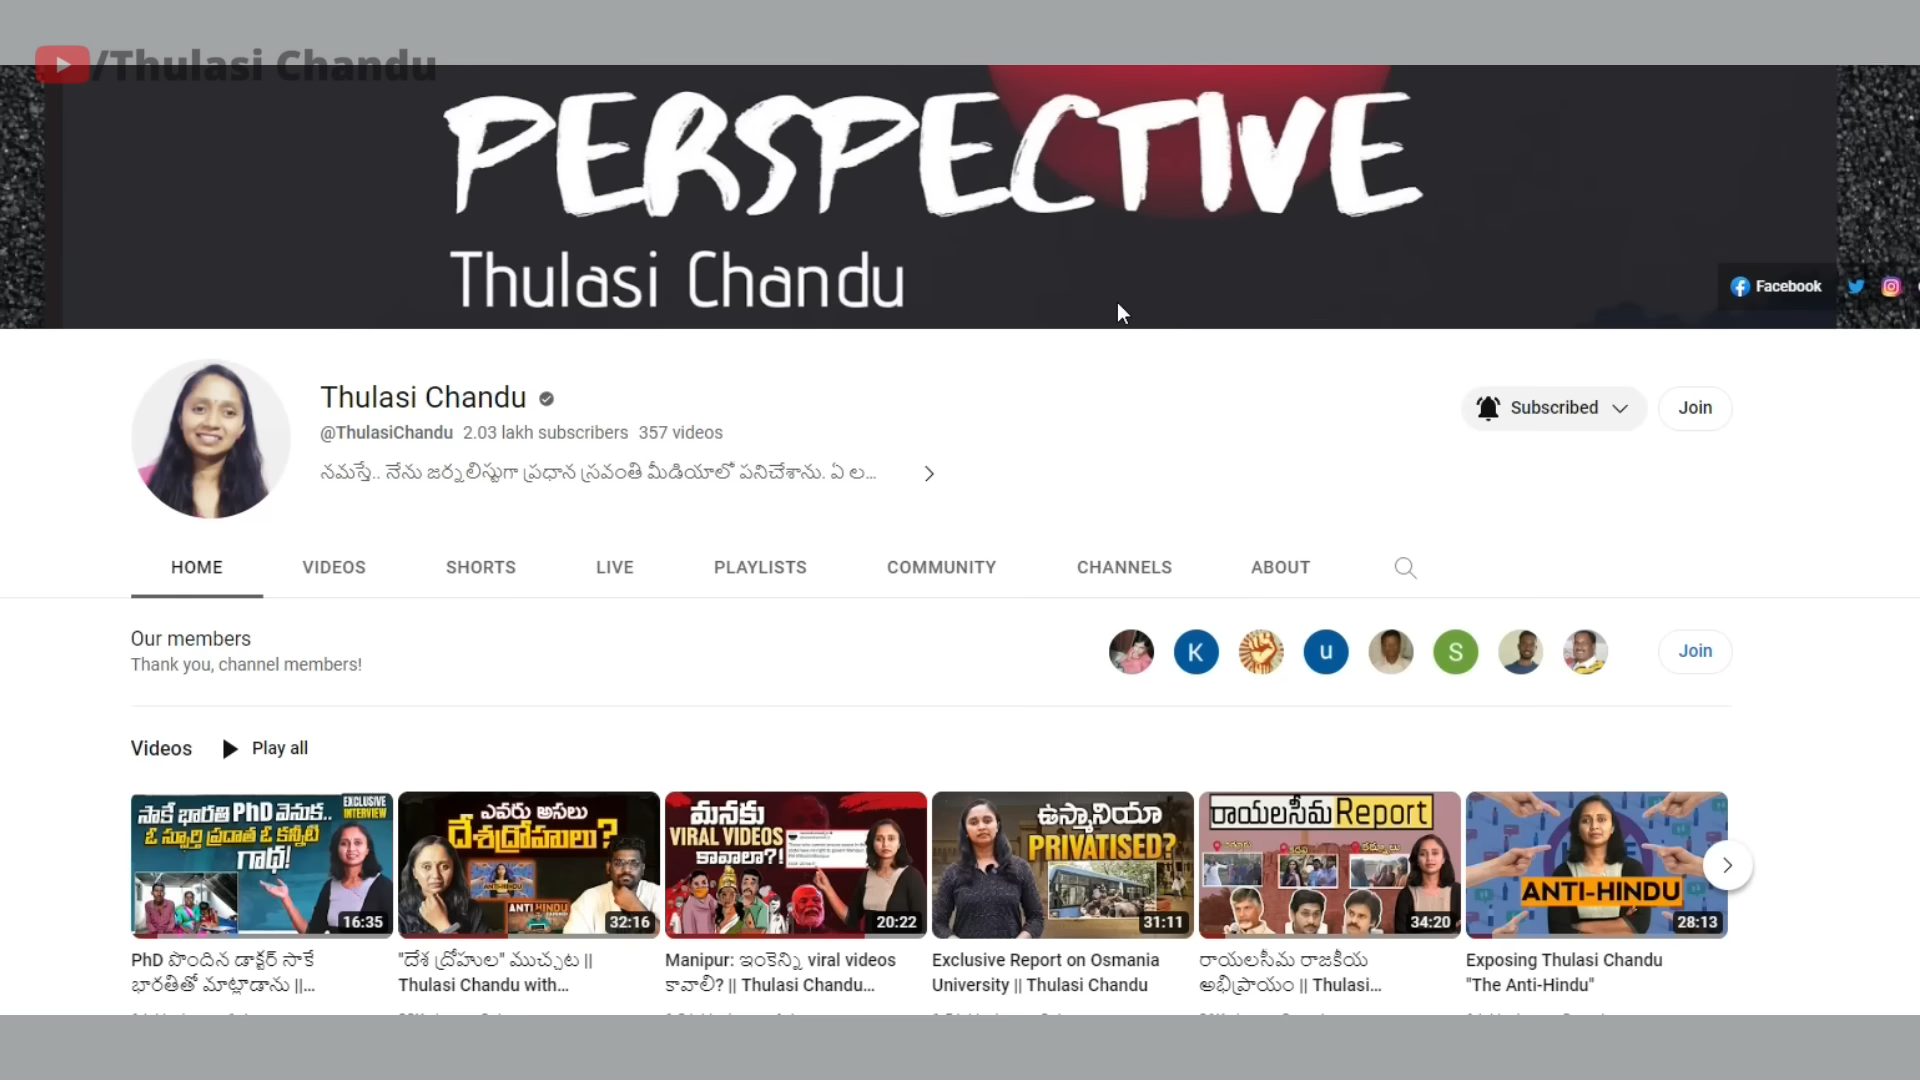 /Thulasi Chandu
PERSPECTIVE
Thulasi Chandu
Facebook
Thulasi Chandu
@ThulasiChandu 2.03 lakh subscribers 357 videos
నమస్తే.. నేను జర్నలిస్టుగా ప్రధాన స్రవంతి మీడియాలో పనిచేశాను. ఏ ల...
Subscribed
Join
HOME VIDEOS SHORTS LIVE PLAYLISTS COMMUNITY CHANNELS ABOUT
Our members
Thank you, channel members!
K
u
S
Join
Videos Play all
సాకే భారతి PhD వెనుక..
ఓ స్ఫూర్తి ప్రదాత ఓ కన్నీటి
గాథ!
EXCLUSIVE
INTERVIEW
16:35
ఎవరు అసలు
దేశద్రోహులు?
ANTI-HINDU
ANTI HINDU
32:16
మనకు
VIRAL VIDEOS
కావాలా?!
20:22
ఉస్మానియా
PRIVATISED?
31:11
రాయలసీమ Report
34:20
ANTI-HINDU
28:13
PhD పొందిన డాక్టర్ సాకే
భారతితో మాట్లాడాను ||...
"దేశ ద్రోహుల" ముచ్చట ||
Thulasi Chandu with...
Manipur: ఇంకెన్ని viral videos
కావాలి? || Thulasi Chandu...
Exclusive Report on Osmania
University || Thulasi Chandu
రాయలసీమ రాజకీయ
అభిప్రాయం || Thulasi...
Exposing Thulasi Chandu
"The Anti-Hindu"